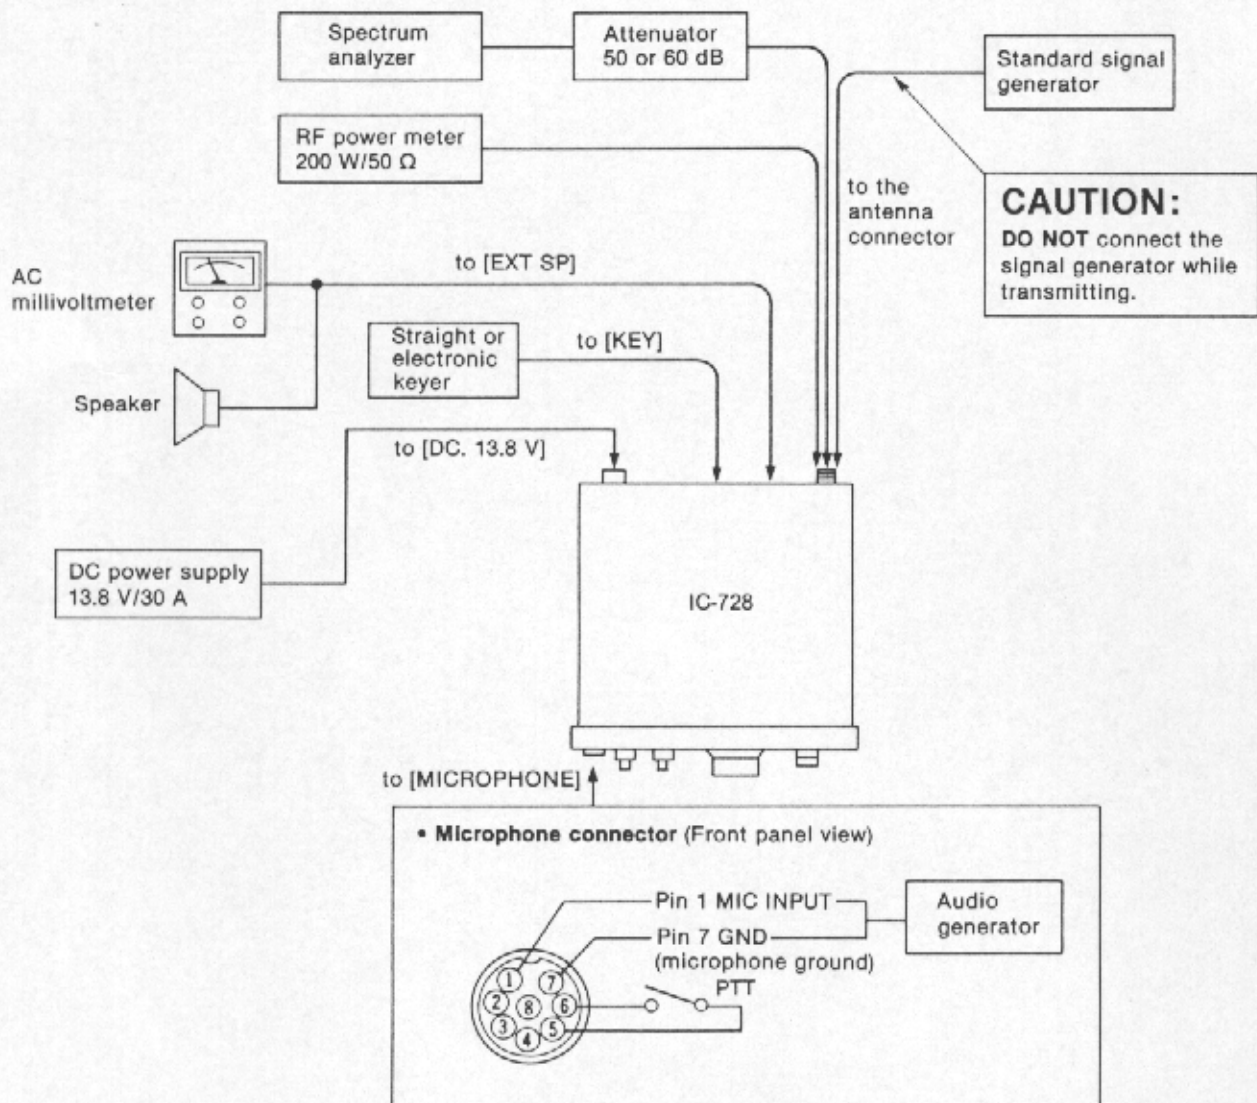 Spectrum
analyzer
Attenuator
50 or 60 dB
Standard signal
generator
RF power meter
200 W/50 Ω
to the
antenna
connector
CAUTION:
DO NOT connect the
signal generator while
transmitting.
AC
millivoltmeter
to [EXT SP]
Straight or
electronic
keyer
to [KEY]
Speaker
to [DC. 13.8 V]
DC power supply
13.8 V/30 A
IC-728
to [MICROPHONE]
• Microphone connector (Front panel view)
Pin 1 MIC INPUT
Audio
generator
Pin 7 GND
(microphone ground)
PTT
1
7
2
8
6
3
5
4